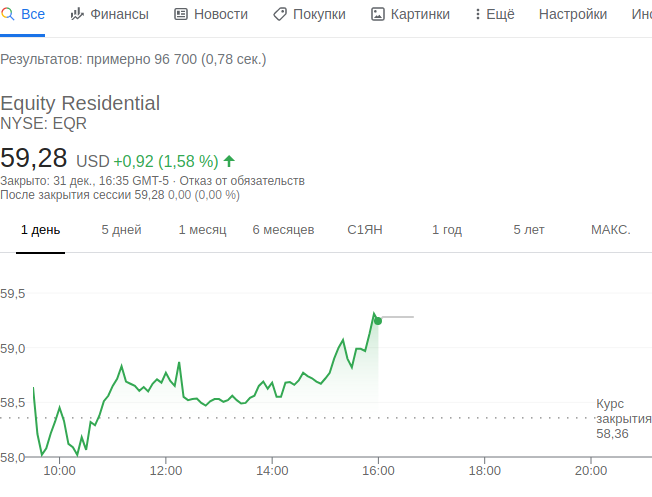 Все Финансы Новости Покупки Картинки Ещё Настройки
Результатов: примерно 96 700 (0,78 сек.)
Equity Residential
NYSE: EQR
59,28 USD +0,92 (1,58 %)
Закрыто: 31 дек., 16:35 GMT-5 · Отказ от обязательств
После закрытия сессии 59,28 0,00 (0,00 %)
1 день 5 дней 1 месяц 6 месяцев С1ЯН 1 год 5 лет МАКС.
59,5
59,0
58,5
Курс
закрытия
58,36
58,0
10:00 12:00 14:00 16:00 18:00 20:00